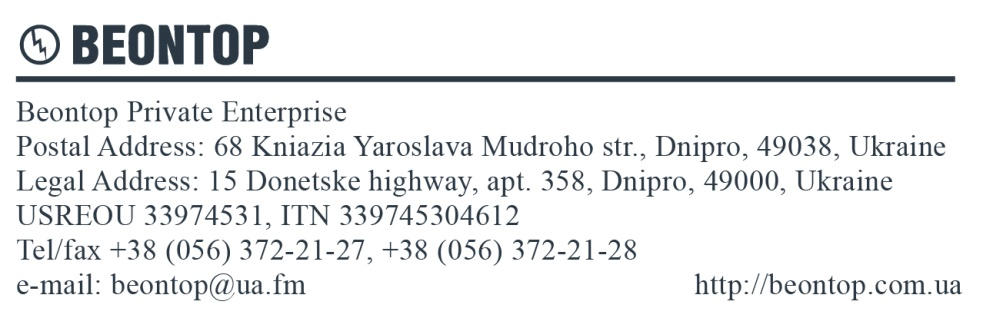 BEONTOP
Beontop Private Enterprise
Postal Address: 68 Kniazia Yaroslava Mudroho str., Dnipro, 49038, Ukraine
Legal Address: 15 Donetske highway, apt. 358, Dnipro, 49000, Ukraine
USREOU 33974531, ITN 339745304612
Tel/fax +38 (056) 372-21-27, +38 (056) 372-21-28
e-mail: beontop@ua.fm http://beontop.com.ua